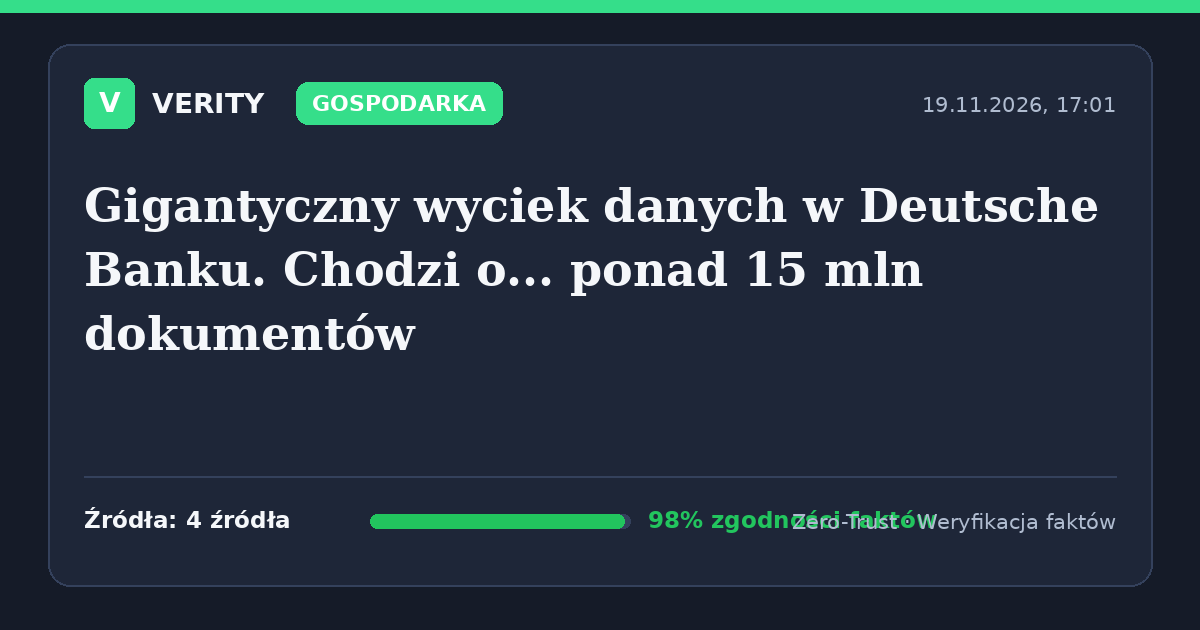 V VERITY GOSPODARKA 19.11.2026, 17:01
Gigantyczny wyciek danych w Deutsche
Banku. Chodzi o... ponad 15 mln
dokumentów
Źródła: 4 źródła 98% zgodności faktów Zero-Trust · Weryfikacja faktów